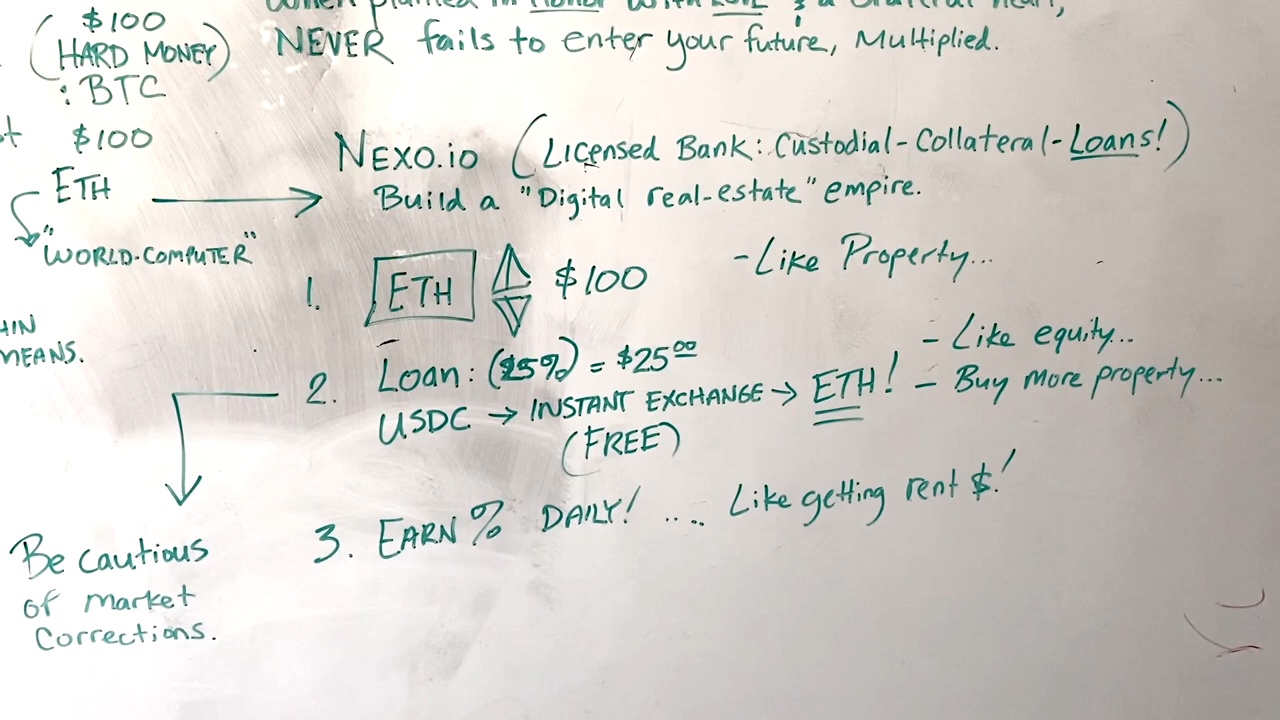 $100
(HARD MONEY)
: BTC
$100
ETH
"WORLD-COMPUTER"
MEANS.
NEVER fails to enter your future, Multiplied.
NEXO.io (Licensed Bank: Custodial-Collateral-Loans!)
Build a "Digital real-estate" empire.
1. ETH $100 -Like Property...
- Like equity...
2. Loan: (25%) = $25⁰⁰
USDC → INSTANT EXCHANGE → ETH! - Buy more property...
(FREE)
3. EARN % DAILY! .... Like getting rent $!
Be cautious
of market
corrections.